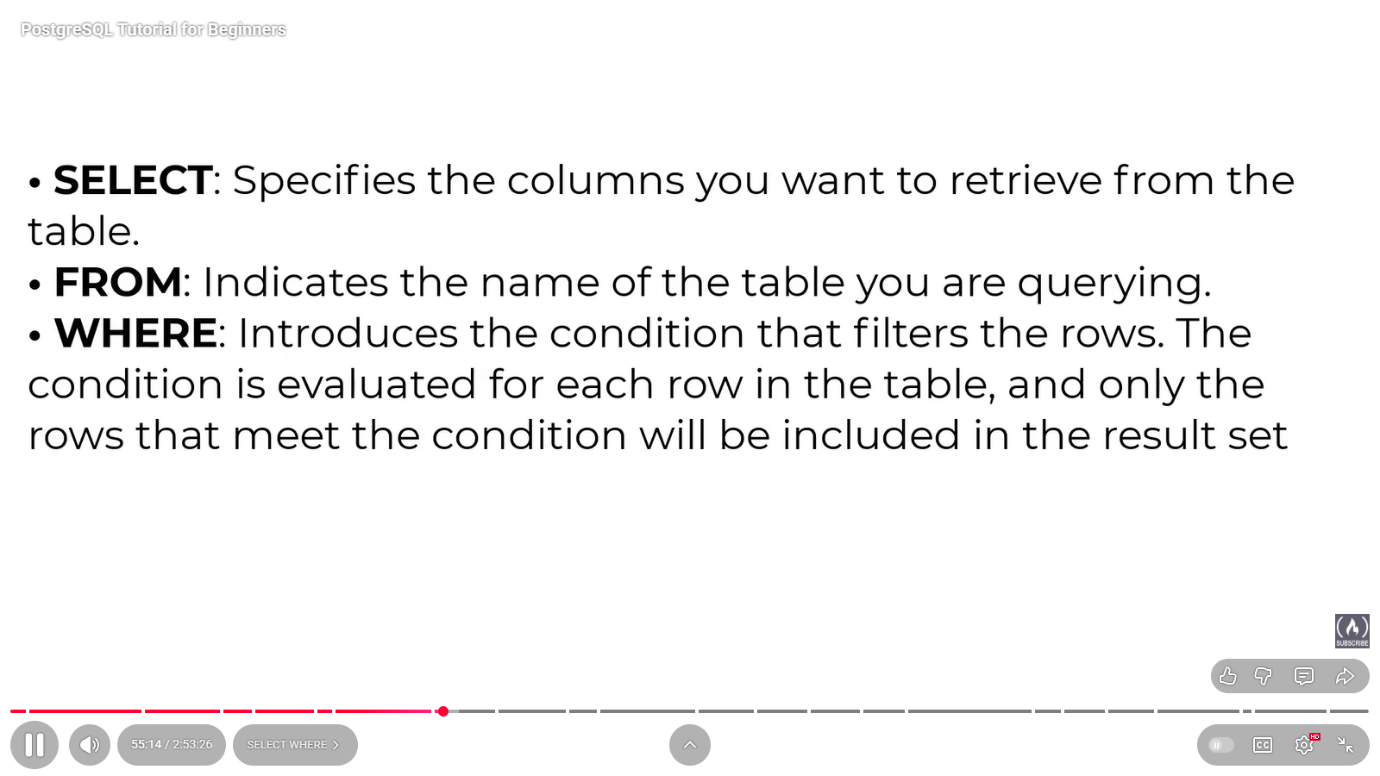 PostgreSQL Tutorial for Beginners
• SELECT: Specifies the columns you want to retrieve from the
table.
• FROM: Indicates the name of the table you are querying.
• WHERE: Introduces the condition that filters the rows. The
condition is evaluated for each row in the table, and only the
rows that meet the condition will be included in the result set
SUBSCRIBE
55:14 / 2:53:26
SELECT WHERE
CC
HD